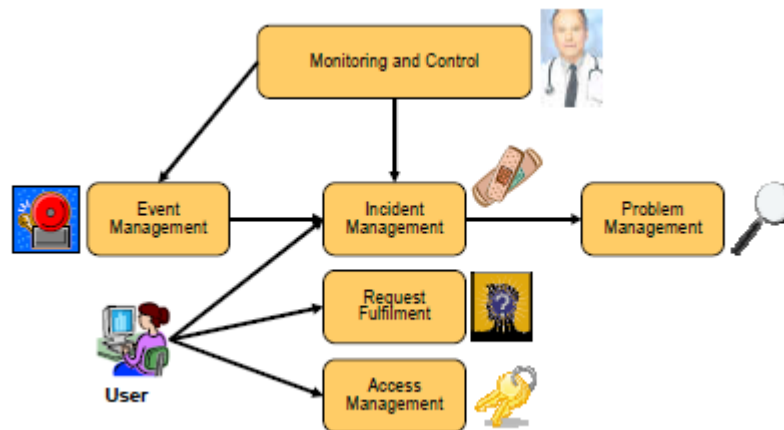 Monitoring and Control
Event
Management
Incident
Management
Problem
Management
Request
Fulfilment
Access
Management
User